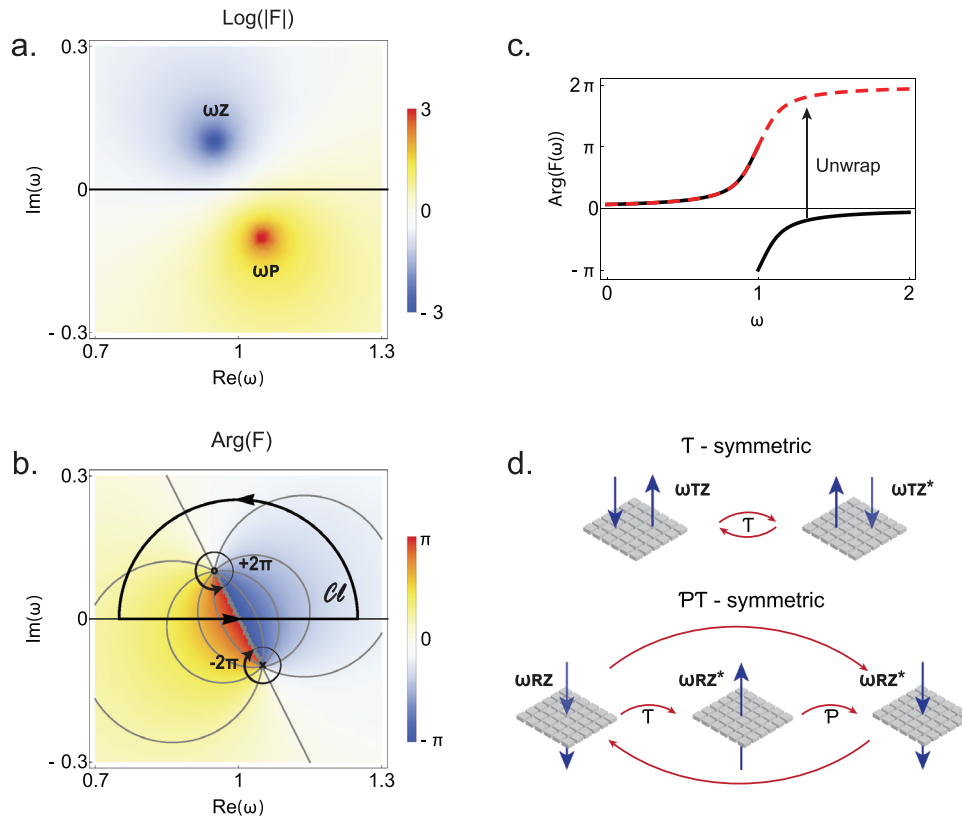 a.
Log(|F|)
0.3
0
- 0.3
Im(ω)
ωZ
ωP
0.7
1
1.3
Re(ω)
3
0
- 3
b.
Arg(F)
0.3
0
- 0.3
Im(ω)
+2π
-2π
𝒞ℓ
0.7
1
1.3
Re(ω)
π
0
- π
c.
2 π
π
0
- π
Arg(F(ω))
Unwrap
0
1
2
ω
d.
𝒯 - symmetric
ωTZ
𝒯
ωTZ*
𝒫𝒯 - symmetric
ωRZ
𝒯
ωRZ*
𝒫
ωRZ*